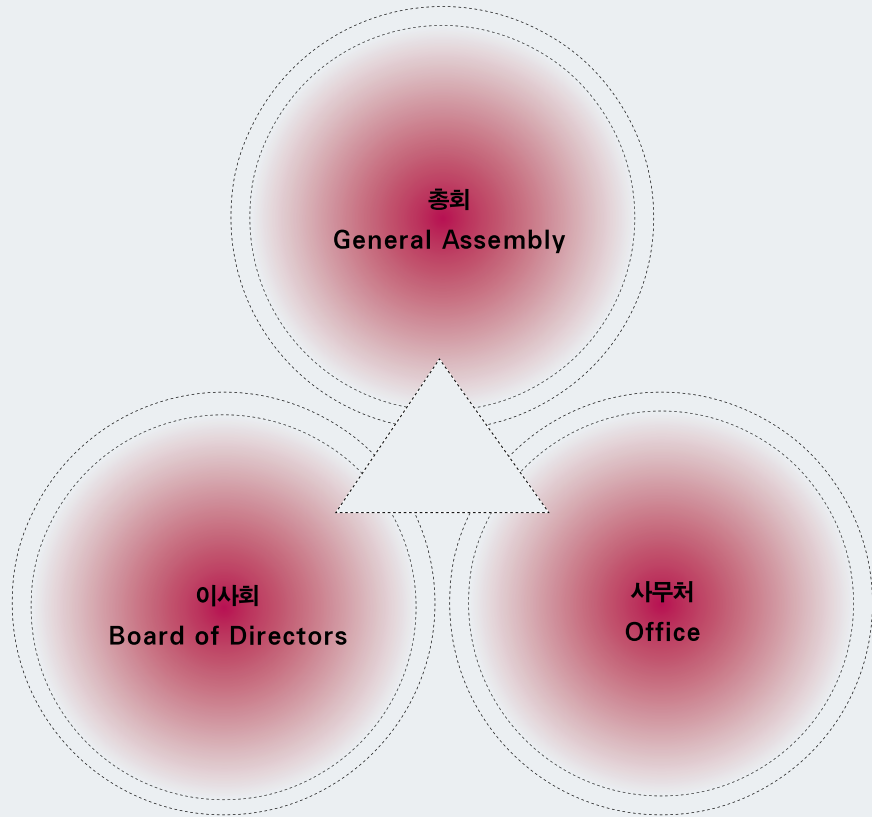 총회
General Assembly
이사회
Board of Directors
사무처
Office